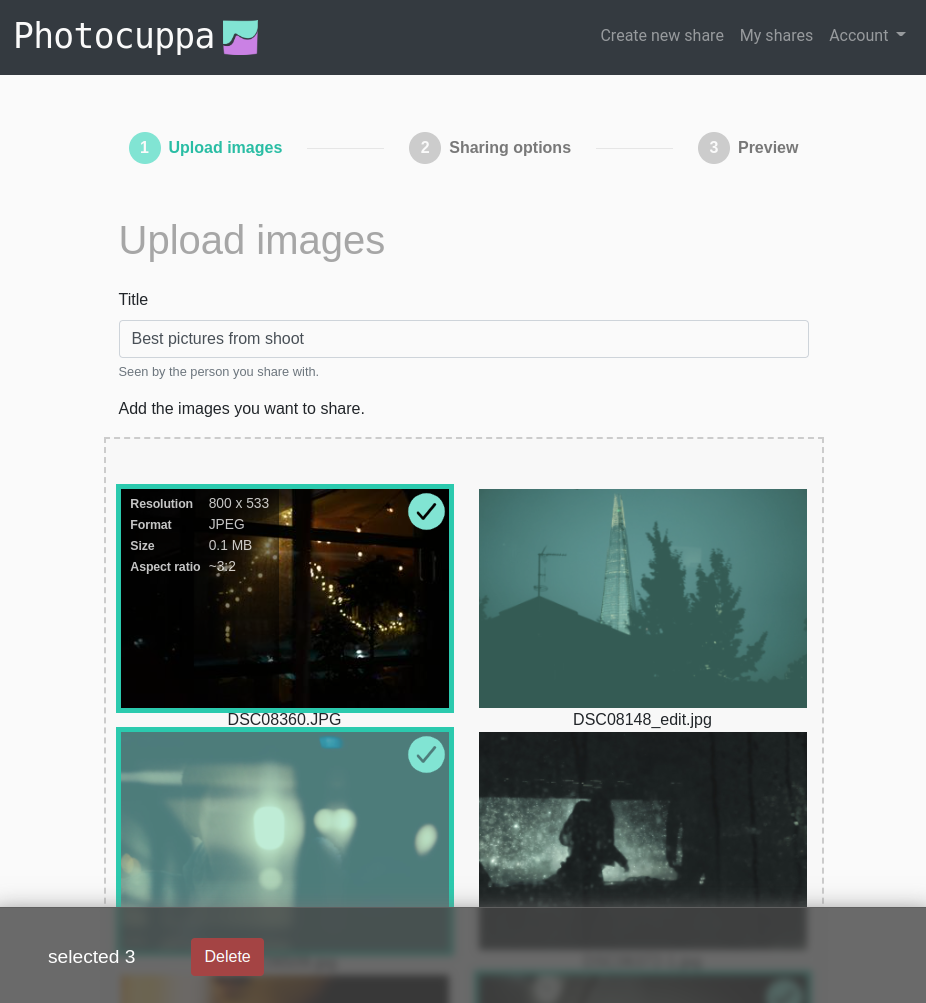 Photocuppa
Create new share My shares Account
1 Upload images 2 Sharing options 3 Preview
Upload images
Title
Best pictures from shoot
Seen by the person you share with.
Add the images you want to share.
Resolution 800 x 533
Format JPEG
Size 0.1 MB
Aspect ratio ~3:2
DSC08360.JPG DSC08148_edit.jpg
selected 3 Delete